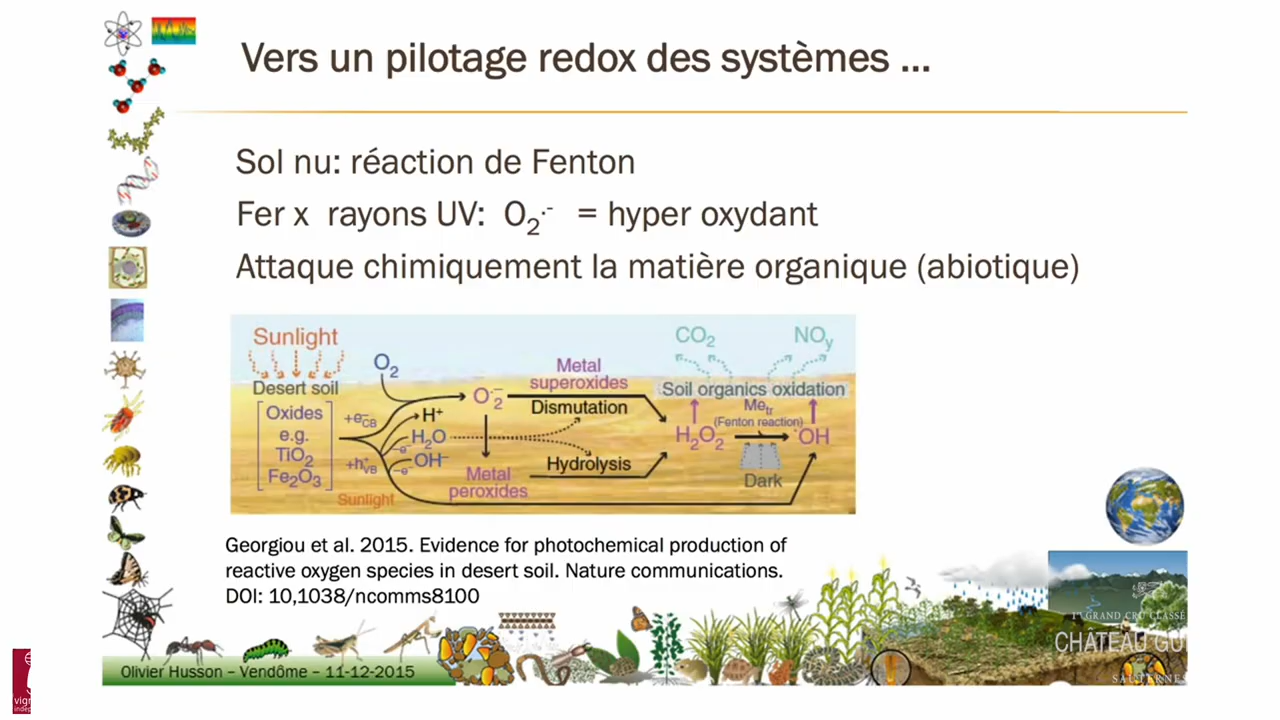 Vers un pilotage redox des systèmes ...
Sol nu: réaction de Fenton
Fer x rayons UV: O₂·⁻ = hyper oxydant
Attaque chimiquement la matière organique (abiotique)
Sunlight
Desert soil
Oxides
e.g.
TiO₂
Fe₂O₃
+e⁻CB
+h⁺VB
Sunlight
O₂
H⁺
H₂O
-e⁻
OH⁻
-e⁻
O₂·⁻
Metal
superoxides
Dismutation
Hydrolysis
Metal
peroxides
CO₂
NOy
Soil organics oxidation
Metr
(Fenton reaction)
H₂O₂
·OH
Dark
Georgiou et al. 2015. Evidence for photochemical production of
reactive oxygen species in desert soil. Nature communications.
DOI: 10,1038/ncomms8100
1er GRAND CRU CLASSÉ
CHÂTEAU GU
SAUTERNES
Olivier Husson – Vendôme – 11-12-2015
vig
indép